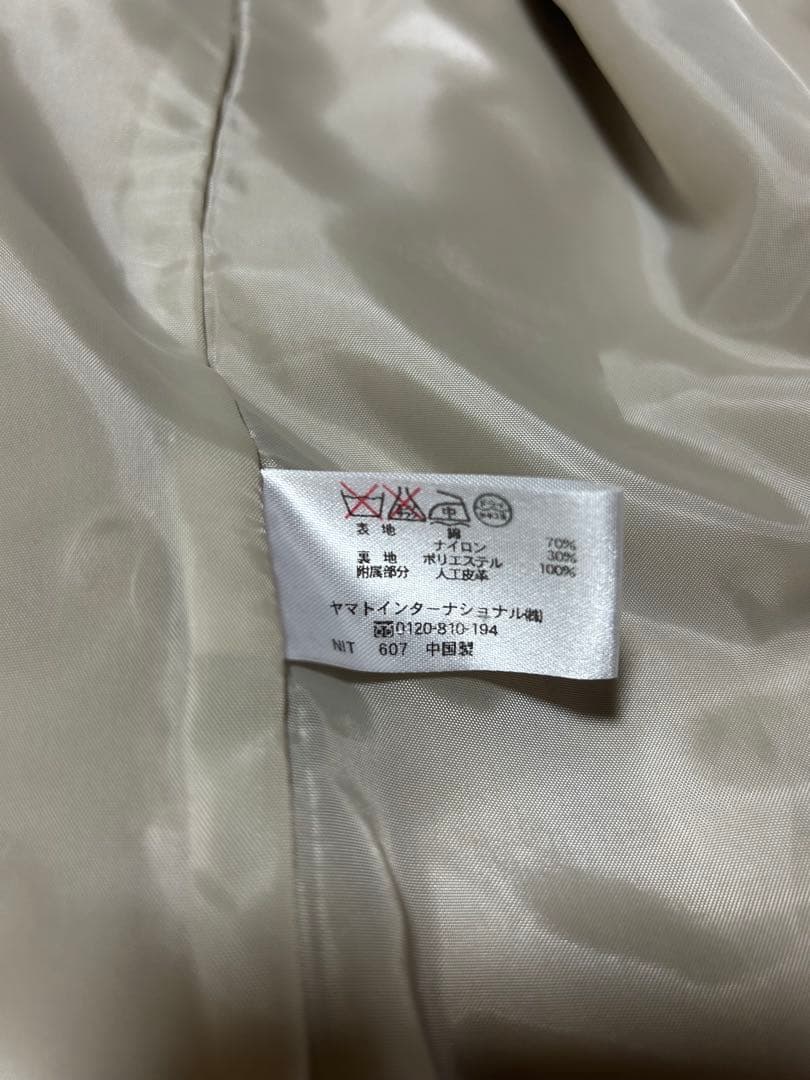 中
表地 綿 70%
ナイロン 30%
裏地 ポリエステル 100%
附属部分 人工皮革
ヤマトインターナショナル㈱
0120-810-194
NIT 607 中国製